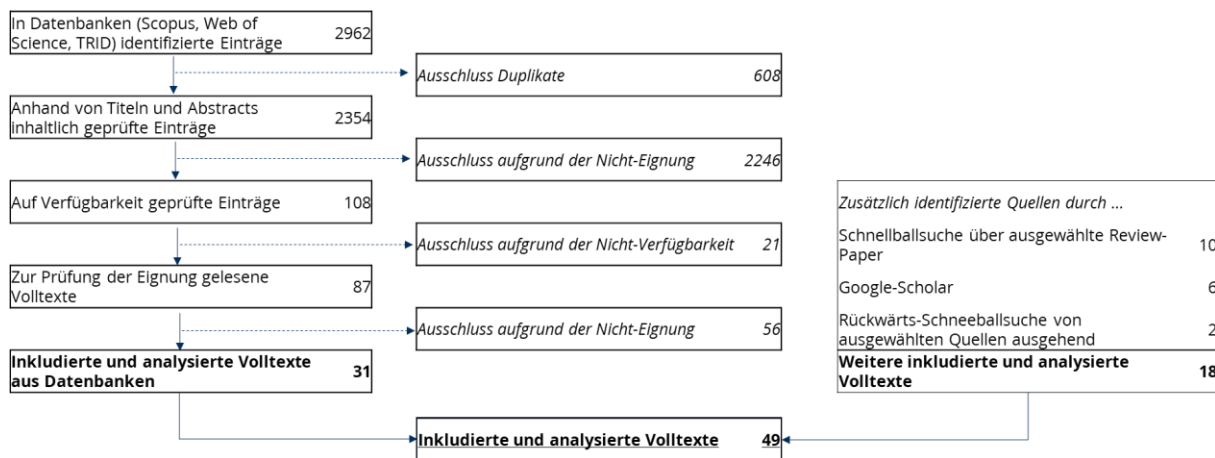 In Datenbanken (Scopus, Web of
Science, TRID) identifizierte Einträge
2962
Ausschluss Duplikate
608
Anhand von Titeln und Abstracts
inhaltlich geprüfte Einträge
2354
Ausschluss aufgrund der Nicht-Eignung
2246
Auf Verfügbarkeit geprüfte Einträge
108
Ausschluss aufgrund der Nicht-Verfügbarkeit
21
Zur Prüfung der Eignung gelesene
Volltexte
87
Ausschluss aufgrund der Nicht-Eignung
56
Inkludierte und analysierte Volltexte
aus Datenbanken
31
Zusätzlich identifizierte Quellen durch ...
Schnellballsuche über ausgewählte Review-
Paper
10
Google-Scholar
6
Rückwärts-Schneeballsuche von
ausgewählten Quellen ausgehend
2
Weitere inkludierte und analysierte
Volltexte
18
Inkludierte und analysierte Volltexte
49